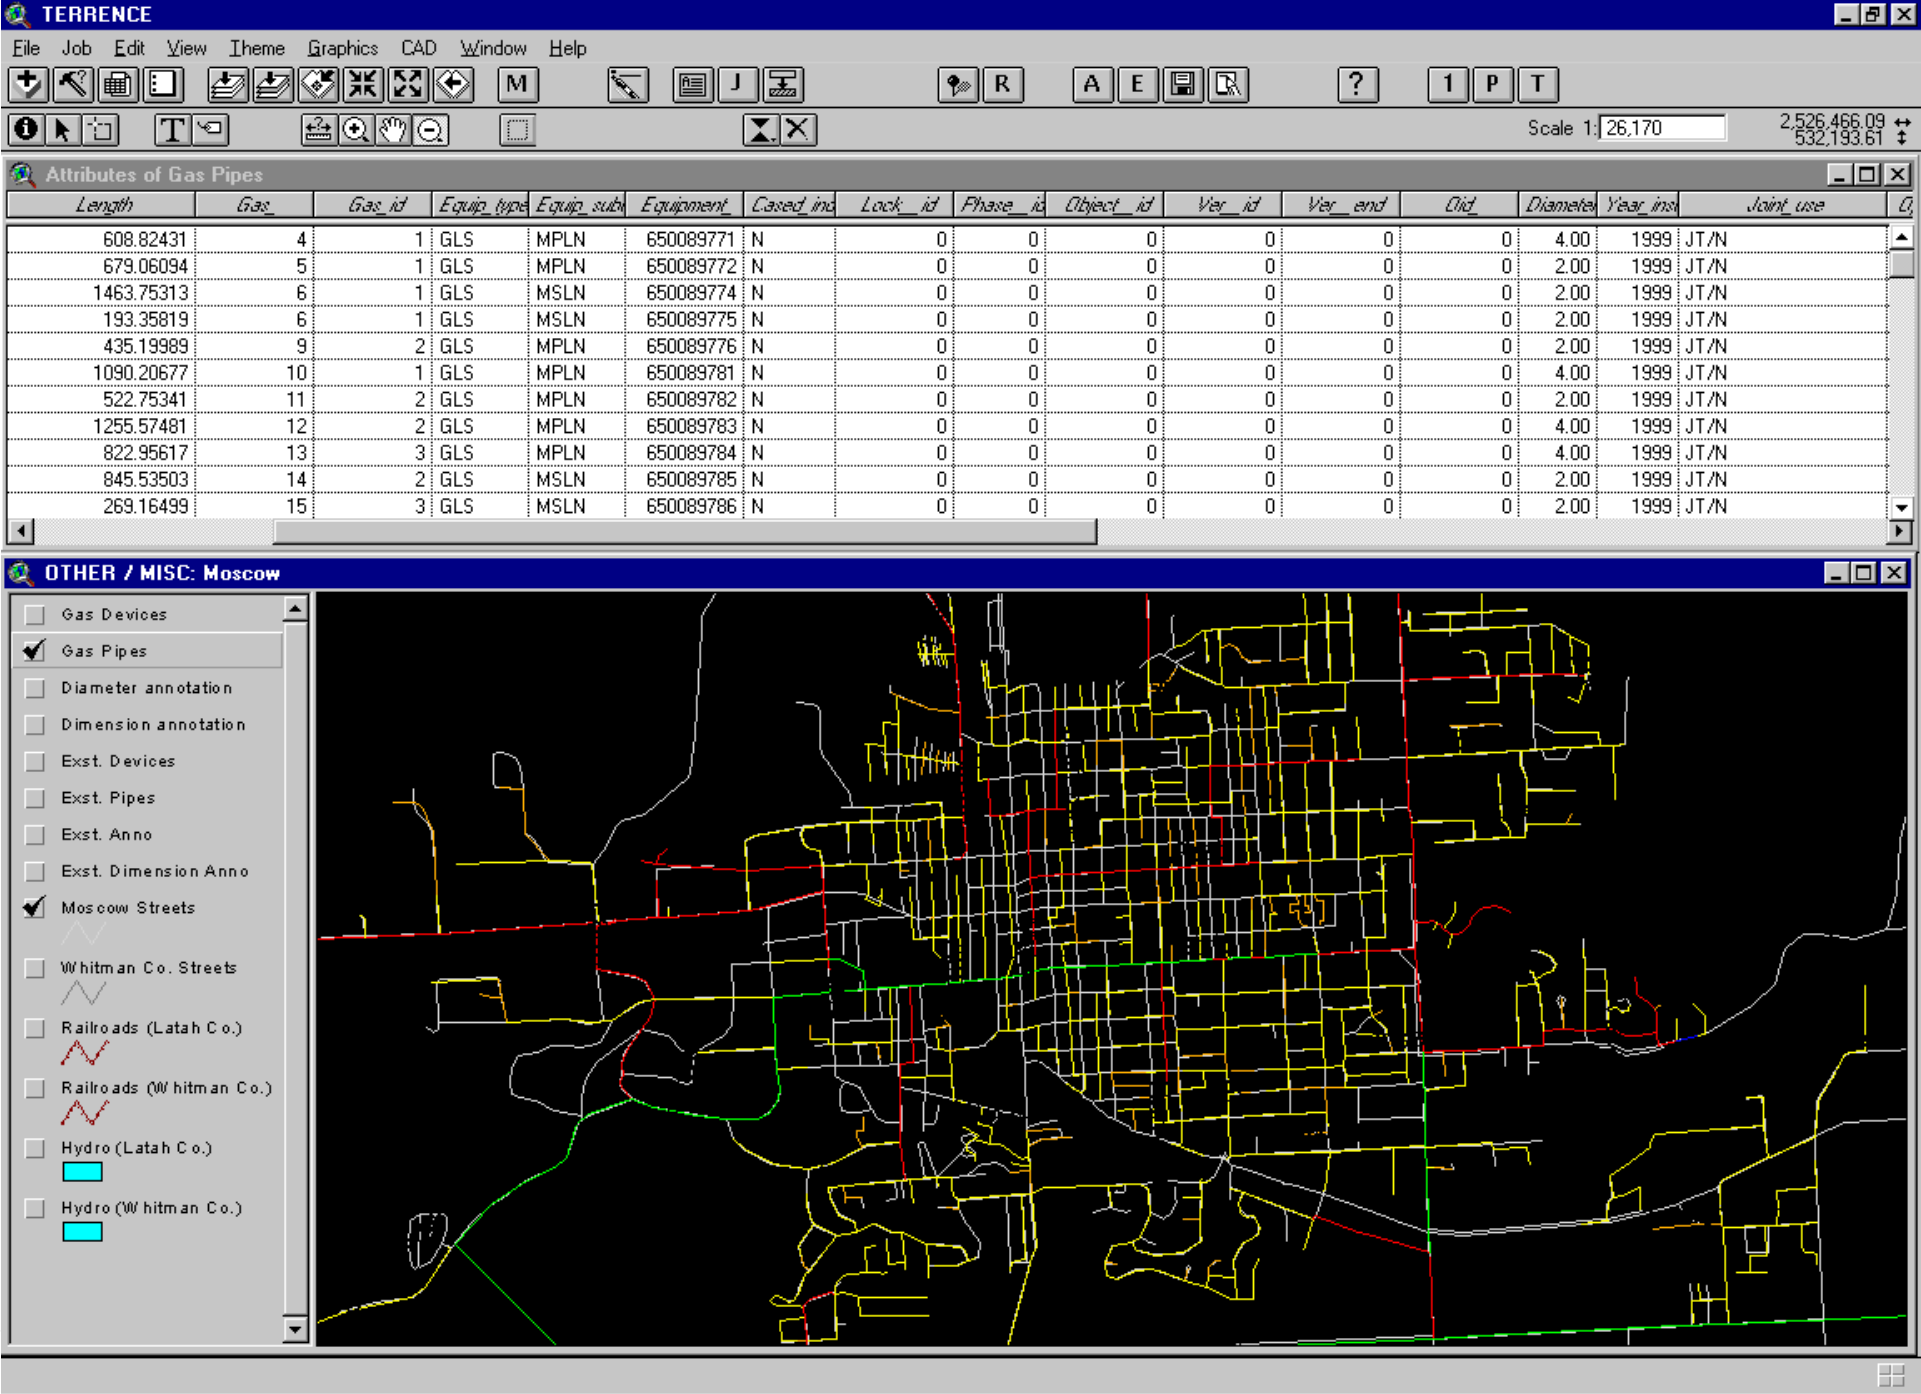 TERRENCE
File Job Edit View Theme Graphics CAD Window Help
M J R A E ? 1 P T
T Scale 1: 26,170 2,526,466.09
532,193.61
Attributes of Gas Pipes
Length Gas_ Gas_id Equip_type Equip_sub Equipment_ Cased_ind Lock__id Phase__id Object__id Ver__id Ver__end Old_ Diameter Year_inst Joint_use
608.82431 4 1 GLS MPLN 650089771 N 0 0 0 0 0 0 4.00 1999 JT/N
679.06094 5 1 GLS MPLN 650089772 N 0 0 0 0 0 0 2.00 1999 JT/N
1463.75313 6 1 GLS MSLN 650089774 N 0 0 0 0 0 0 2.00 1999 JT/N
193.35819 6 1 GLS MSLN 650089775 N 0 0 0 0 0 0 2.00 1999 JT/N
435.19989 9 2 GLS MPLN 650089776 N 0 0 0 0 0 0 2.00 1999 JT/N
1090.20677 10 1 GLS MPLN 650089781 N 0 0 0 0 0 0 4.00 1999 JT/N
522.75341 11 2 GLS MPLN 650089782 N 0 0 0 0 0 0 2.00 1999 JT/N
1255.57481 12 2 GLS MPLN 650089783 N 0 0 0 0 0 0 4.00 1999 JT/N
822.95617 13 3 GLS MPLN 650089784 N 0 0 0 0 0 0 4.00 1999 JT/N
845.53503 14 2 GLS MSLN 650089785 N 0 0 0 0 0 0 2.00 1999 JT/N
269.16499 15 3 GLS MSLN 650089786 N 0 0 0 0 0 0 2.00 1999 JT/N
OTHER / MISC: Moscow
Gas Devices
Gas Pipes
Diameter annotation
Dimension annotation
Exst. Devices
Exst. Pipes
Exst. Anno
Exst. Dimension Anno
Moscow Streets
Whitman Co. Streets
Railroads (Latah Co.)
Railroads (Whitman Co.)
Hydro (Latah Co.)
Hydro (Whitman Co.)